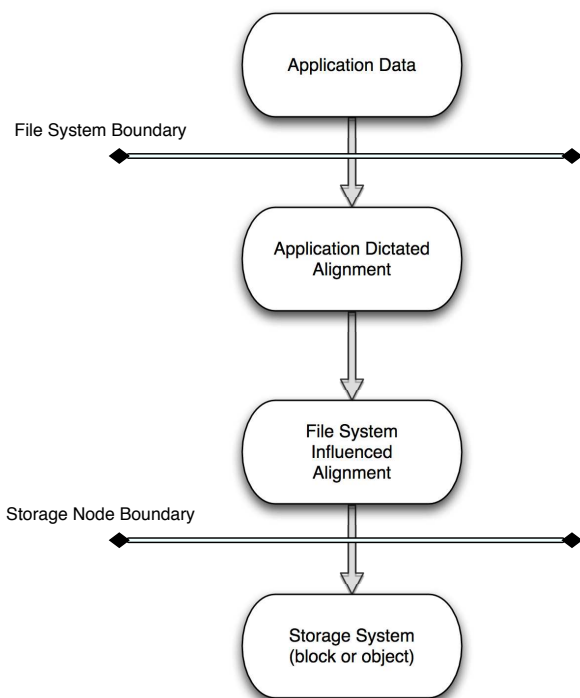 Application Data
File System Boundary
Application Dictated
Alignment
File System
Influenced
Alignment
Storage Node Boundary
Storage System
(block or object)